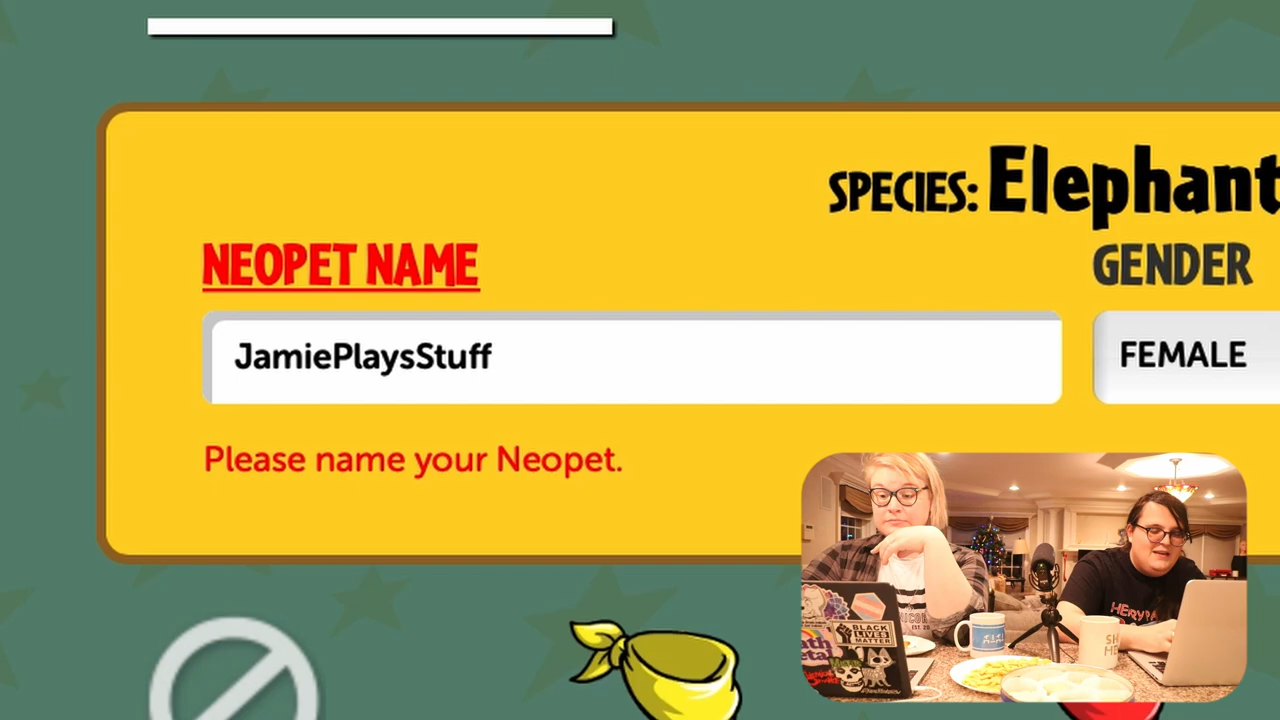 SPECIES: Elephant
NEOPET NAME
GENDER
JamiePlaysStuff
FEMALE
Please name your Neopet.
BLACK
LIVES
MATTER